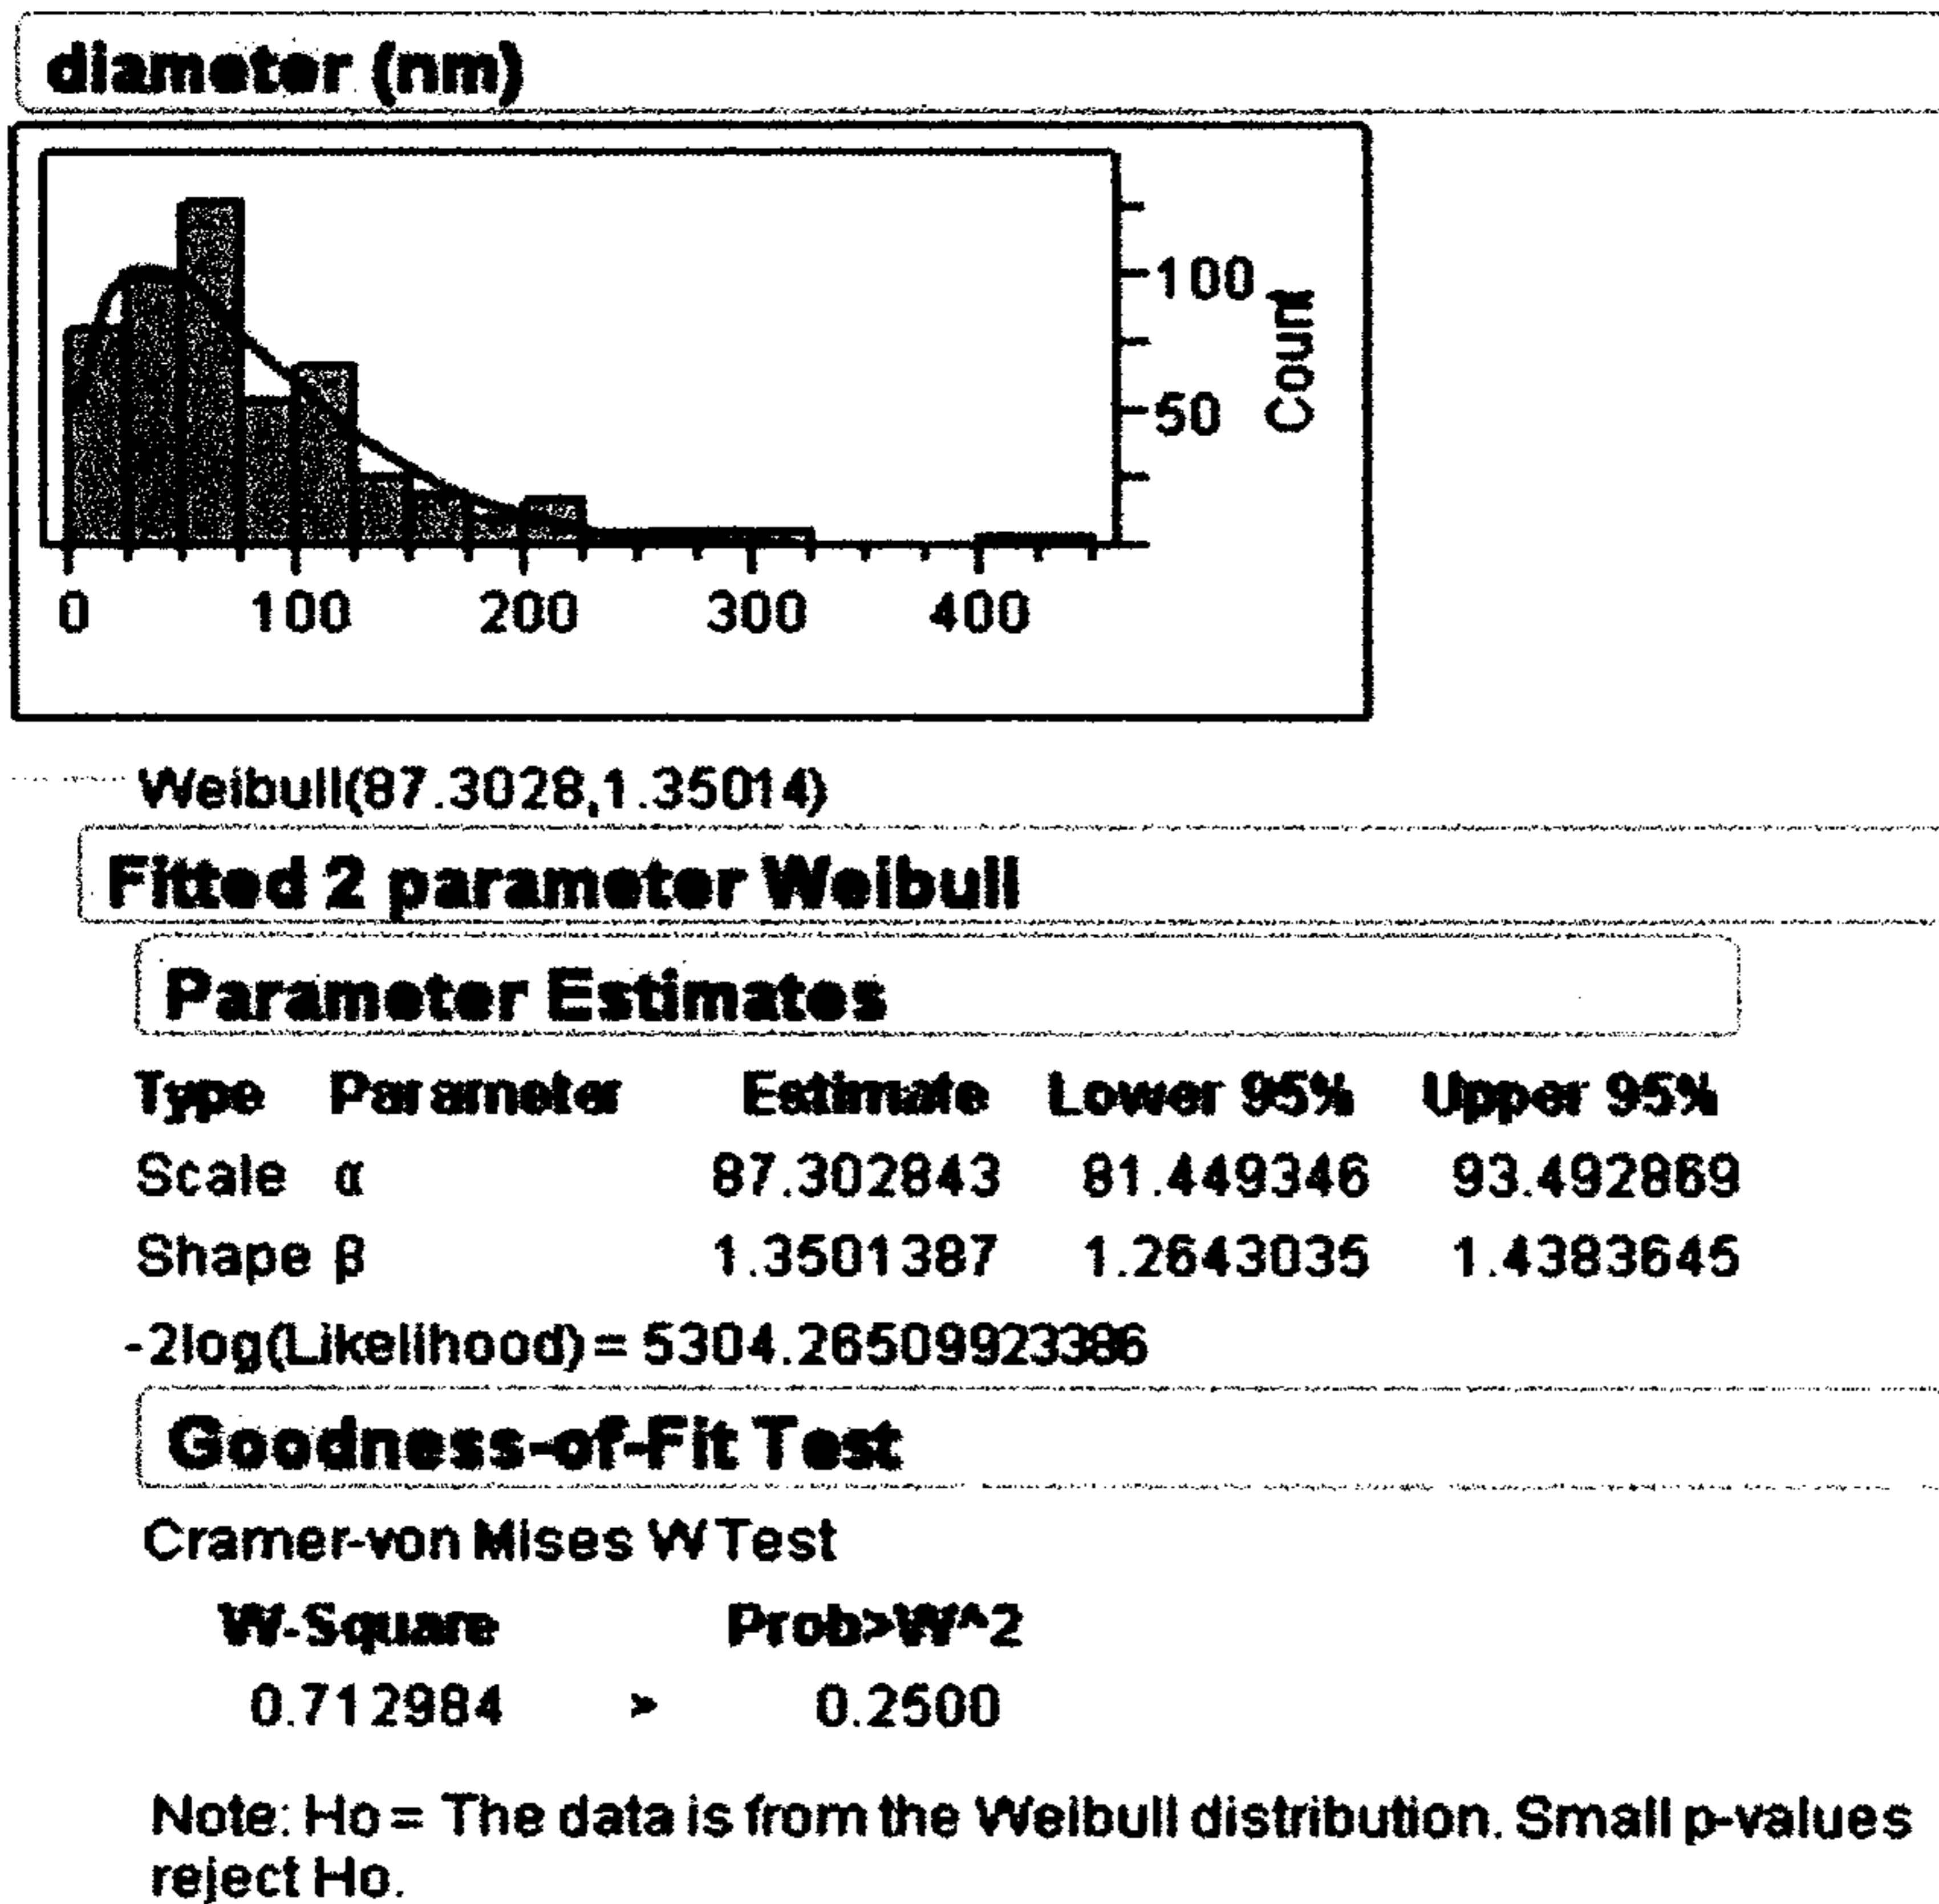 diameter (nm)
100
50
Count
0 100 200 300 400
Weibull(87.3028,1.35014)
Fitted 2 parameter Weibull
Parameter Estimates
Type Parameter Estimate Lower 95% Upper 95%
Scale α 87.302843 81.449346 93.492869
Shape β 1.3501387 1.2643035 1.4383645
-2log(Likelihood) = 5304.26509923386
Goodness-of-Fit Test
Cramer-von Mises W Test
W-Square Prob>W^2
0.712984 > 0.2500
Note: Ho = The data is from the Weibull distribution. Small p-values
reject Ho.